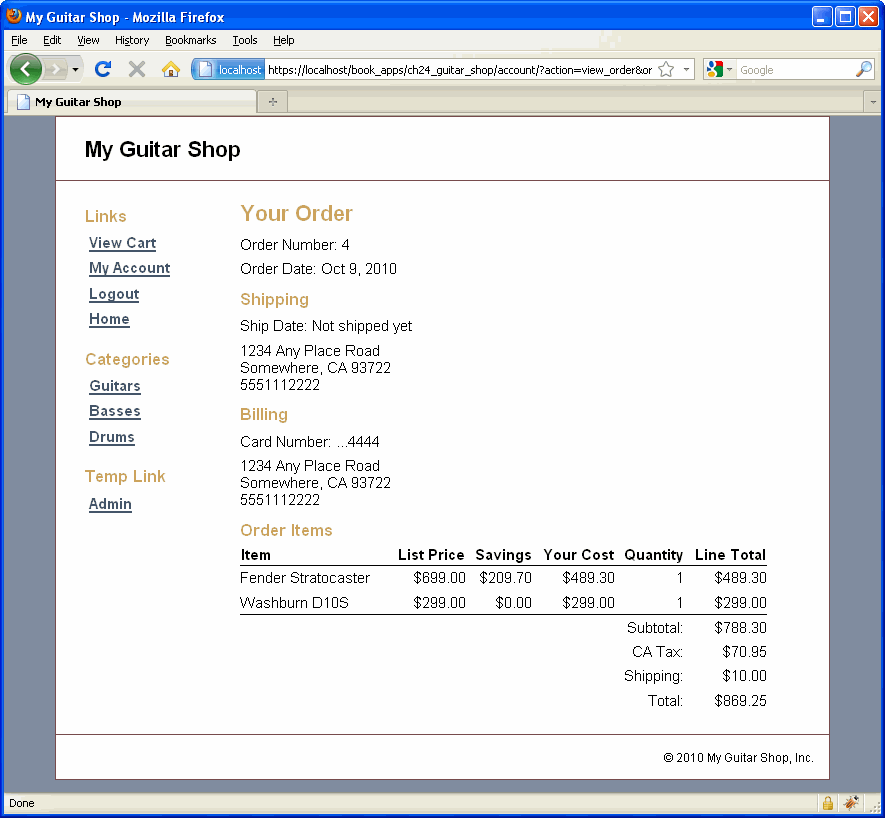 My Guitar Shop - Mozilla Firefox
File Edit View History Bookmarks Tools Help
localhost https://localhost/book_apps/ch24_guitar_shop/account/?action=view_order&or Google
My Guitar Shop
My Guitar Shop
Links
View Cart
My Account
Logout
Home
Categories
Guitars
Basses
Drums
Temp Link
Admin
Your Order
Order Number: 4
Order Date: Oct 9, 2010
Shipping
Ship Date: Not shipped yet
1234 Any Place Road
Somewhere, CA 93722
5551112222
Billing
Card Number: ...4444
1234 Any Place Road
Somewhere, CA 93722
5551112222
Order Items
Item List Price Savings Your Cost Quantity Line Total
Fender Stratocaster $699.00 $209.70 $489.30 1 $489.30
Washburn D10S $299.00 $0.00 $299.00 1 $299.00
Subtotal: $788.30
CA Tax: $70.95
Shipping: $10.00
Total: $869.25
© 2010 My Guitar Shop, Inc.
Done